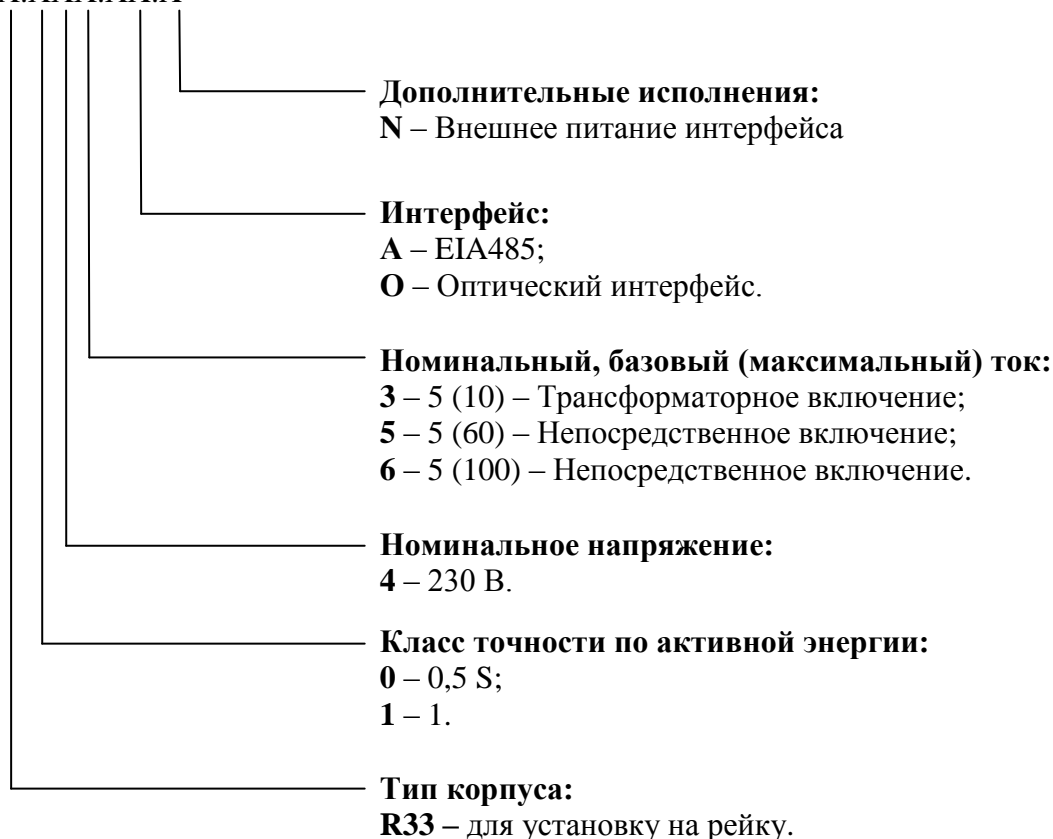 Дополнительные исполнения:
N – Внешнее питание интерфейса
Интерфейс:
A – EIA485;
O – Оптический интерфейс.
Номинальный, базовый (максимальный) ток:
3 – 5 (10) – Трансформаторное включение;
5 – 5 (60) – Непосредственное включение;
6 – 5 (100) – Непосредственное включение.
Номинальное напряжение:
4 – 230 В.
Класс точности по активной энергии:
0 – 0,5 S;
1 – 1.
Тип корпуса:
R33 – для установку на рейку.